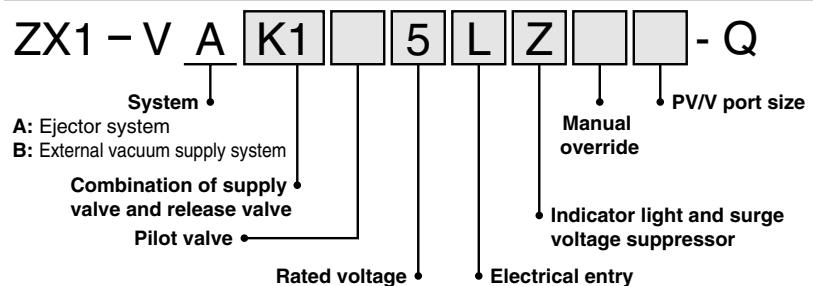 ZX1 – V A K1 5 L Z - Q
System
A: Ejector system
B: External vacuum supply system
Combination of supply
valve and release valve
Pilot valve
Rated voltage
Electrical entry
Indicator light and surge
voltage suppressor
Manual
override
PV/V port size